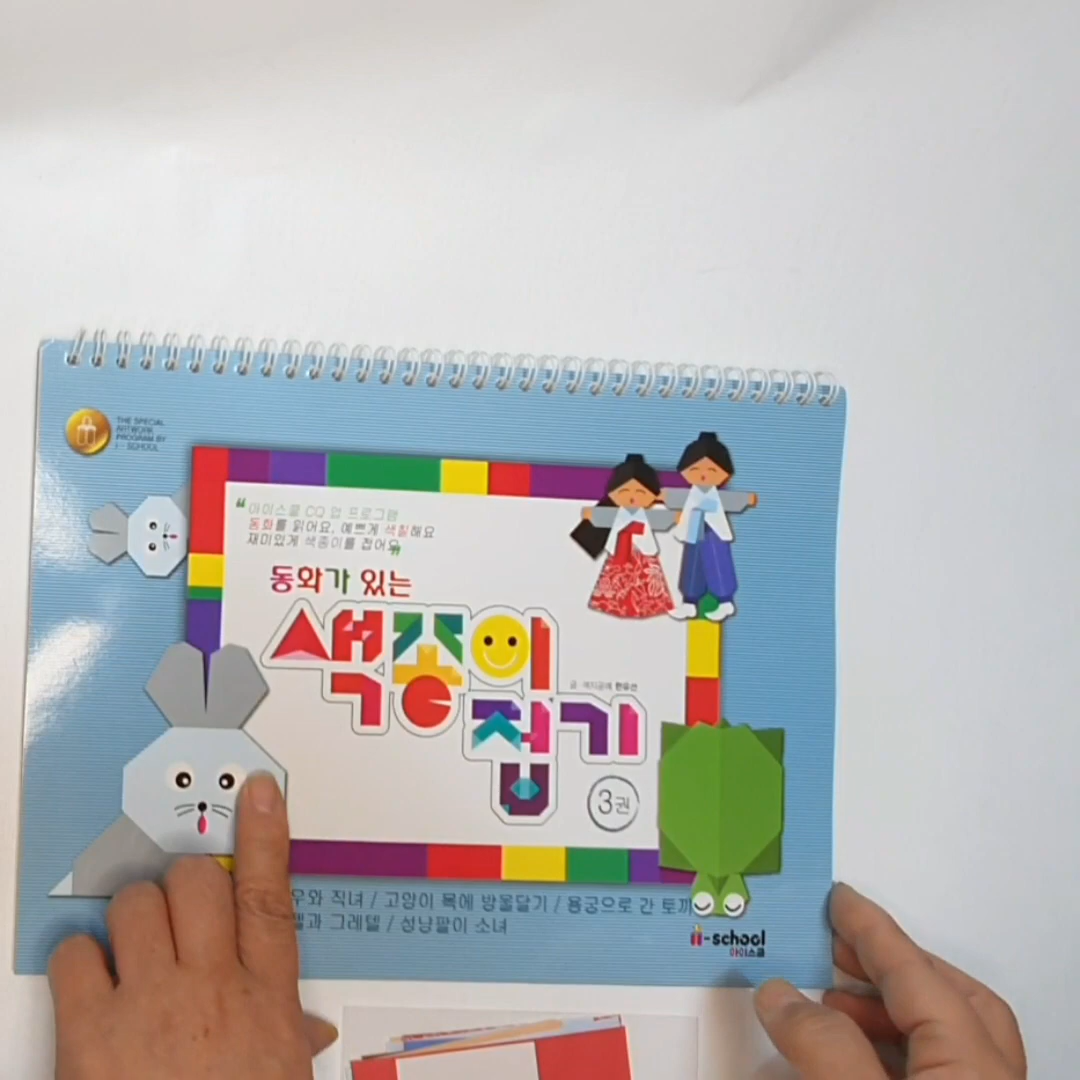 THE SPECIAL
ARTWORK
PROGRAM BY
i - SCHOOL
“ 아이스쿨 CQ 업 프로그램
동화를 읽어요, 예쁘게 색칠해요
재미있게 색종이를 접어요 ”
동화가 있는
색종이
접기
3권
우와 직녀 / 고양이 목에 방울달기 / 용궁으로 간 토끼
델과 그레텔 / 성냥팔이 소녀
i-school
아이스쿨